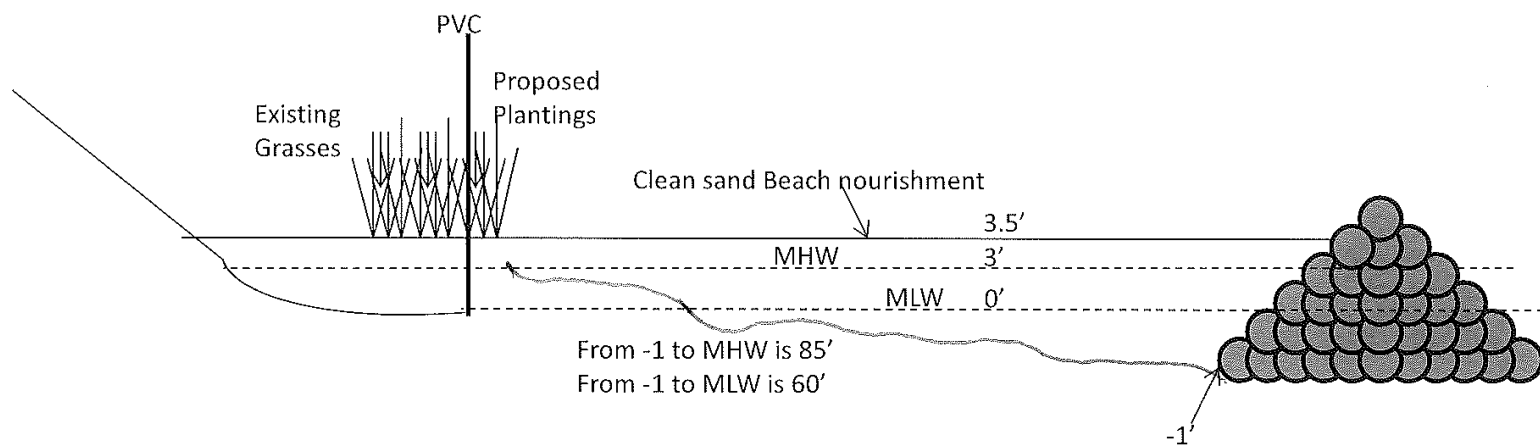 PVC
Proposed
Plantings
Existing
Grasses
Clean sand Beach nourishment
3.5'
MHW 3'
MLW 0'
From -1 to MHW is 85'
From -1 to MLW is 60'
-1'